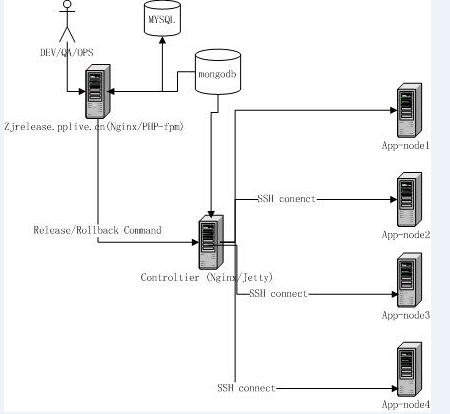 MYSQL
DEV/QA/OPS
mongodb
Zjrelease.pplive.cn(Nginx/PHP-fpm)
App-node1
SSH conenct
Release/Rollback Command
App-node2
Controltier (Nginx/Jetty)
SSH connect
App-node3
SSH connect
App-node4